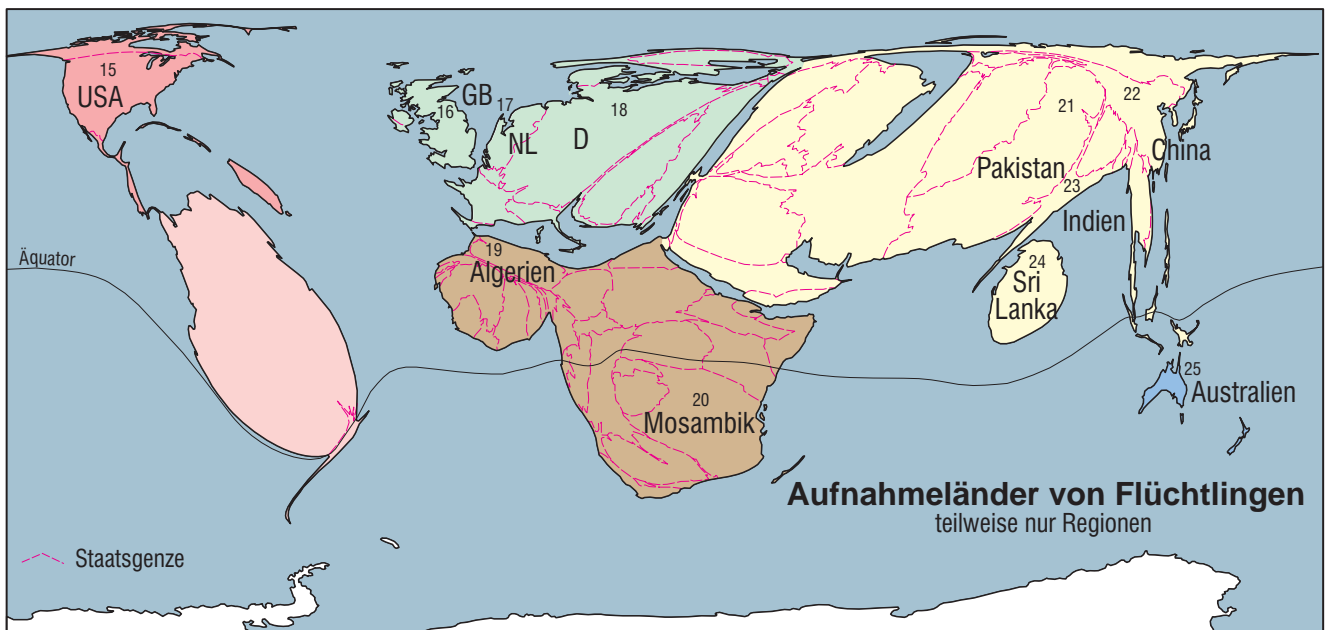 15
USA
GB
16
17
18
NL
D
21
22
China
Pakistan
23
Indien
19
Algerien
Äquator
24
Sri
Lanka
25
Australien
20
Mosambik
Aufnahmeländer von Flüchtlingen
teilweise nur Regionen
Staatsgenze